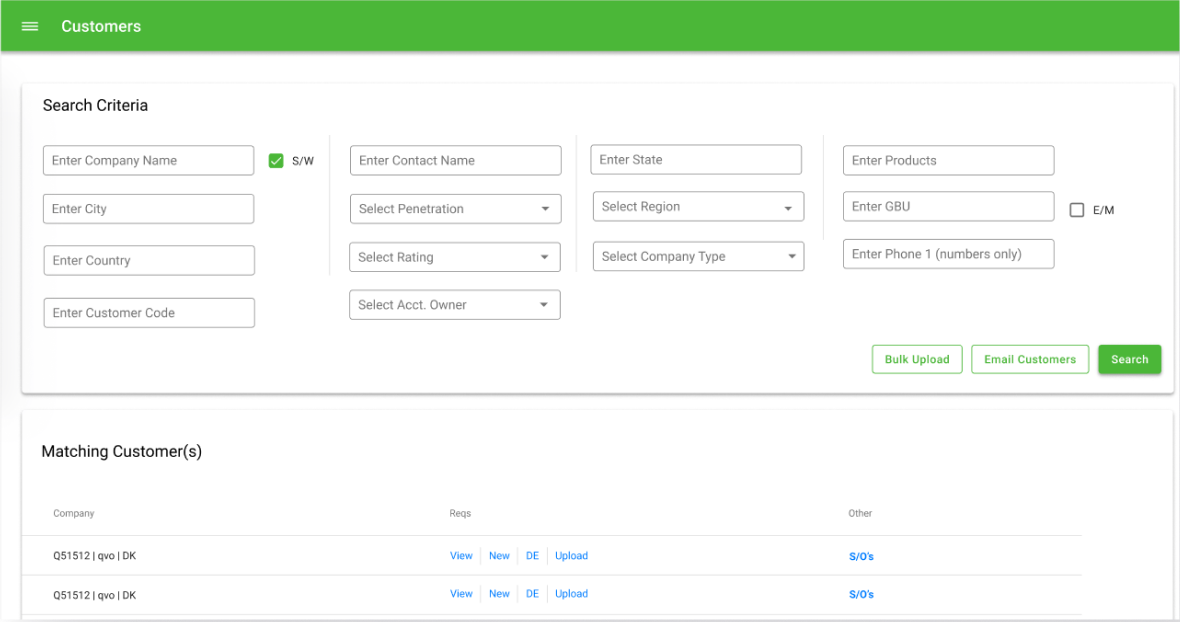 Customers
Search Criteria
Enter Company Name
S/W
Enter Contact Name
Enter State
Enter Products
Enter City
Select Penetration
Select Region
Enter GBU
E/M
Enter Country
Select Rating
Select Company Type
Enter Phone 1 (numbers only)
Enter Customer Code
Select Acct. Owner
Bulk Upload
Email Customers
Search
Matching Customer(s)
Company Reqs Other
Q51512 | qvo | DK View New DE Upload S/O's
Q51512 | qvo | DK View New DE Upload S/O's